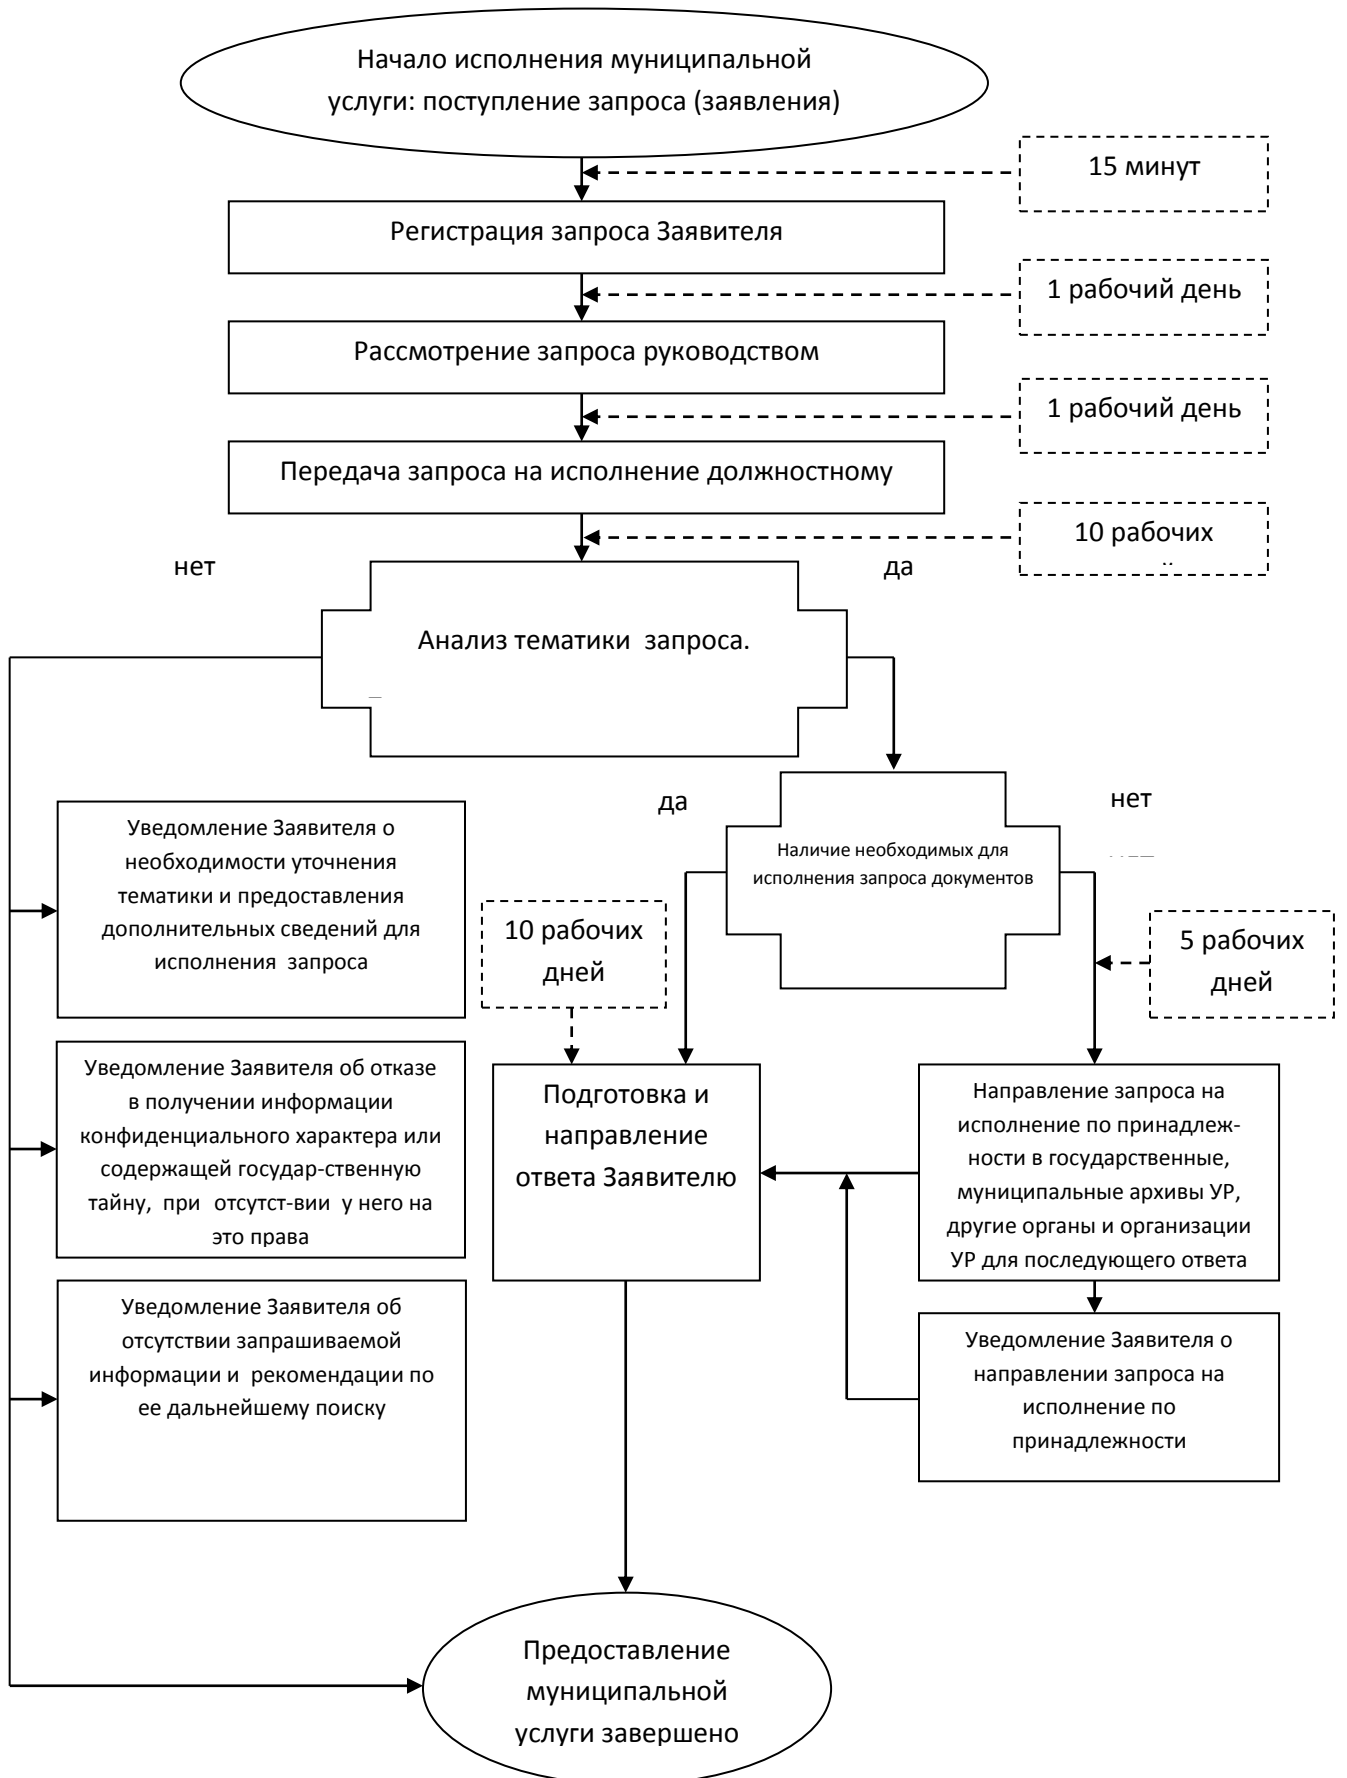 Начало исполнения муниципальной
услуги: поступление запроса (заявления)
15 минут
Регистрация запроса Заявителя
1 рабочий день
Рассмотрение запроса руководством
1 рабочий день
Передача запроса на исполнение должностному
10 рабочих
нет
да
Анализ тематики запроса.
да
нет
Уведомление Заявителя о
необходимости уточнения
тематики и предоставления
дополнительных сведений для
исполнения запроса
Наличие необходимых для
исполнения запроса документов
10 рабочих
дней
5 рабочих
дней
Уведомление Заявителя об отказе
в получении информации
конфиденциального характера или
содержащей государ-ственную
тайну, при отсутст-вии у него на
это права
Подготовка и
направление
ответа Заявителю
Направление запроса на
исполнение по принадлеж-
ности в государственные,
муниципальные архивы УР,
другие органы и организации
УР для последующего ответа
Уведомление Заявителя об
отсутствии запрашиваемой
информации и рекомендации по
ее дальнейшему поиску
Уведомление Заявителя о
направлении запроса на
исполнение по
принадлежности
Предоставление
муниципальной
услуги завершено